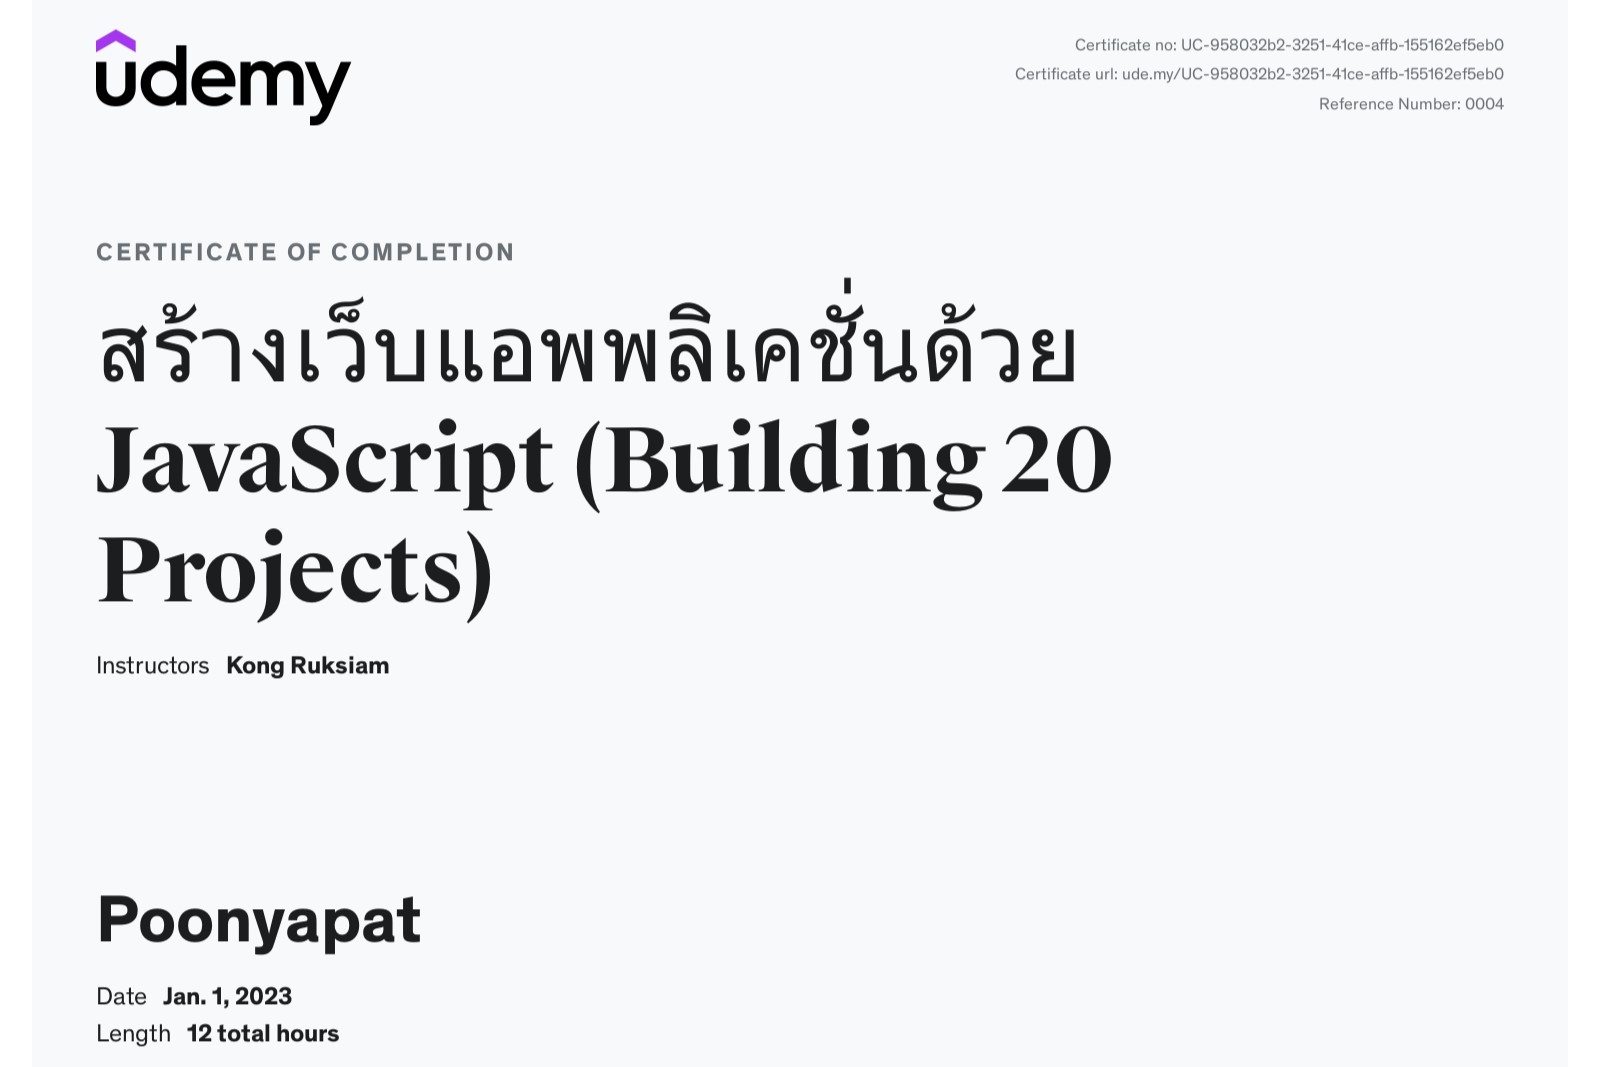 udemy
Certificate no: UC-958032b2-3251-41ce-affb-155162ef5eb0
Certificate url: ude.my/UC-958032b2-3251-41ce-affb-155162ef5eb0
Reference Number: 0004
CERTIFICATE OF COMPLETION
สร้างเว็บแอพพลิเคชั่นด้วย
JavaScript (Building 20
Projects)
Instructors Kong Ruksiam
Poonyapat
Date Jan. 1, 2023
Length 12 total hours